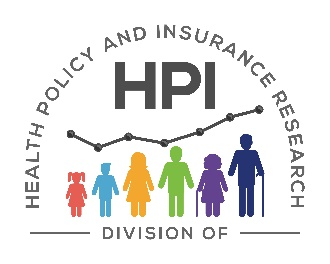 HEALTH POLICY AND INSURANCE RESEARCH
HPI
DIVISION OF